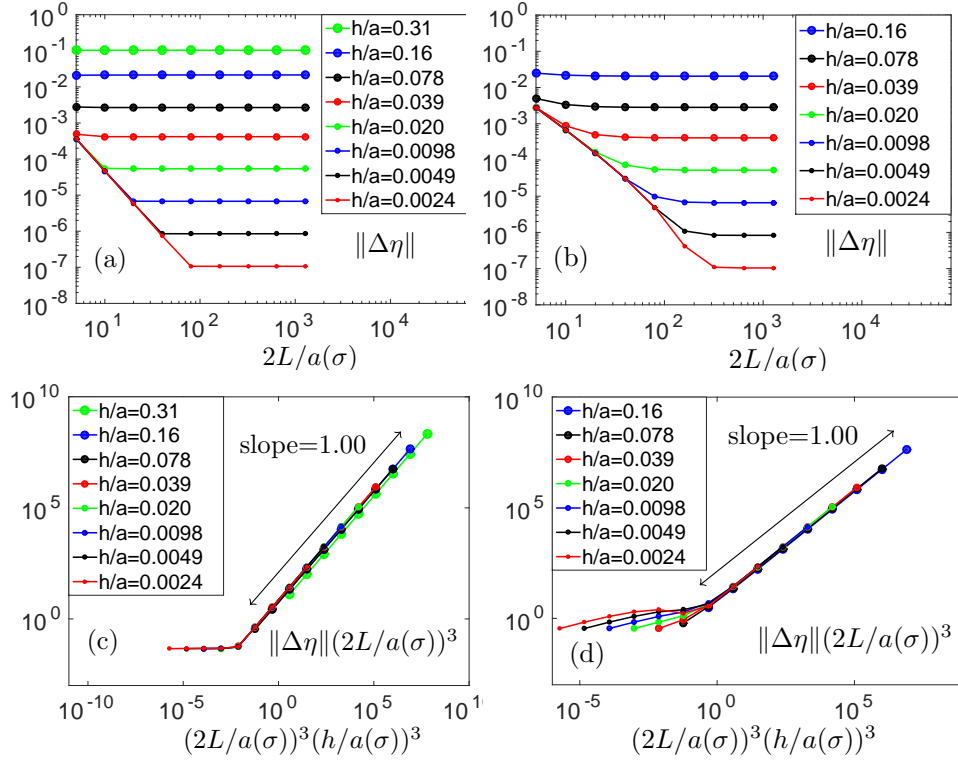 10^0
10^{-1}
10^{-2}
10^{-3}
10^{-4}
10^{-5}
10^{-6}
10^{-7}
10^{-8}
h/a=0.31
h/a=0.16
h/a=0.078
h/a=0.039
h/a=0.020
h/a=0.0098
h/a=0.0049
h/a=0.0024
(a)
‖Δη‖
10^1 10^2 10^3 10^4
2L/a(σ)
10^0
10^{-1}
10^{-2}
10^{-3}
10^{-4}
10^{-5}
10^{-6}
10^{-7}
10^{-8}
h/a=0.16
h/a=0.078
h/a=0.039
h/a=0.020
h/a=0.0098
h/a=0.0049
h/a=0.0024
(b)
‖Δη‖
10^1 10^2 10^3 10^4
2L/a(σ)
10^{10}
10^5
10^0
h/a=0.31
h/a=0.16
h/a=0.078
h/a=0.039
h/a=0.020
h/a=0.0098
h/a=0.0049
h/a=0.0024
slope=1.00
(c)
‖Δη‖(2L/a(σ))^3
10^{-10} 10^{-5} 10^0 10^5 10^1
(2L/a(σ))^3(h/a(σ))^3
10^{10}
10^5
10^0
h/a=0.16
h/a=0.078
h/a=0.039
h/a=0.020
h/a=0.0098
h/a=0.0049
h/a=0.0024
slope=1.00
(d)
‖Δη‖(2L/a(σ))^3
10^{-5} 10^0 10^5
(2L/a(σ))^3(h/a(σ))^3